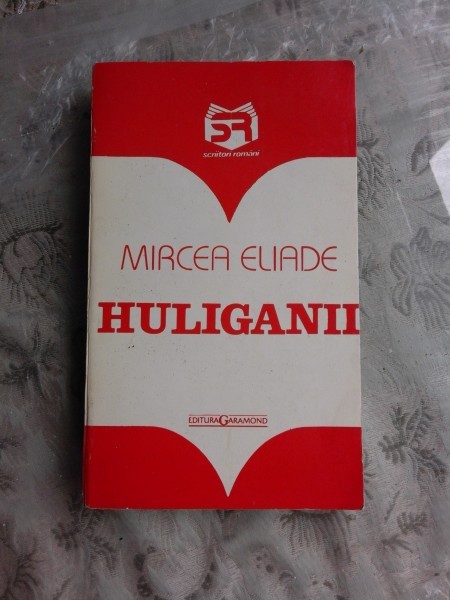 SR
scriitori români
MIRCEA ELIADE
HULIGANII
EDITURA GARAMOND